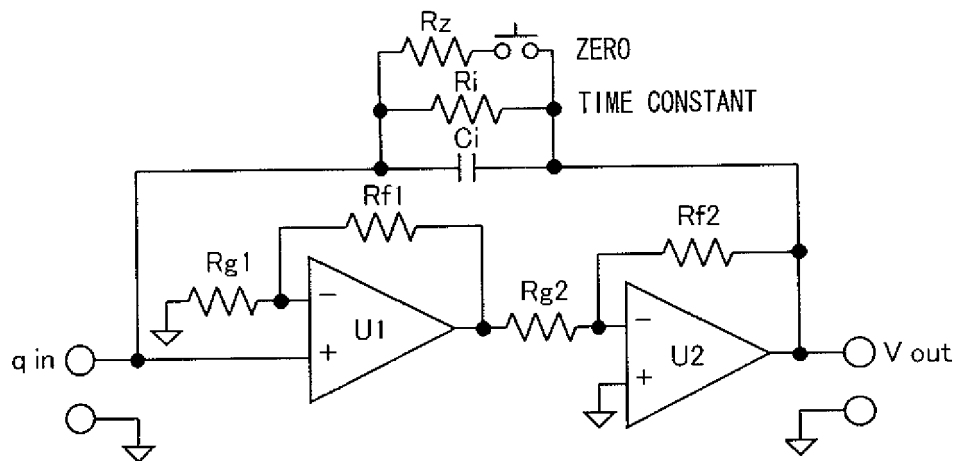 Rz
ZERO
Ri
TIME CONSTANT
Ci
Rf1
Rf2
Rg1
Rg2
−
U1
+
−
U2
+
q in
V out